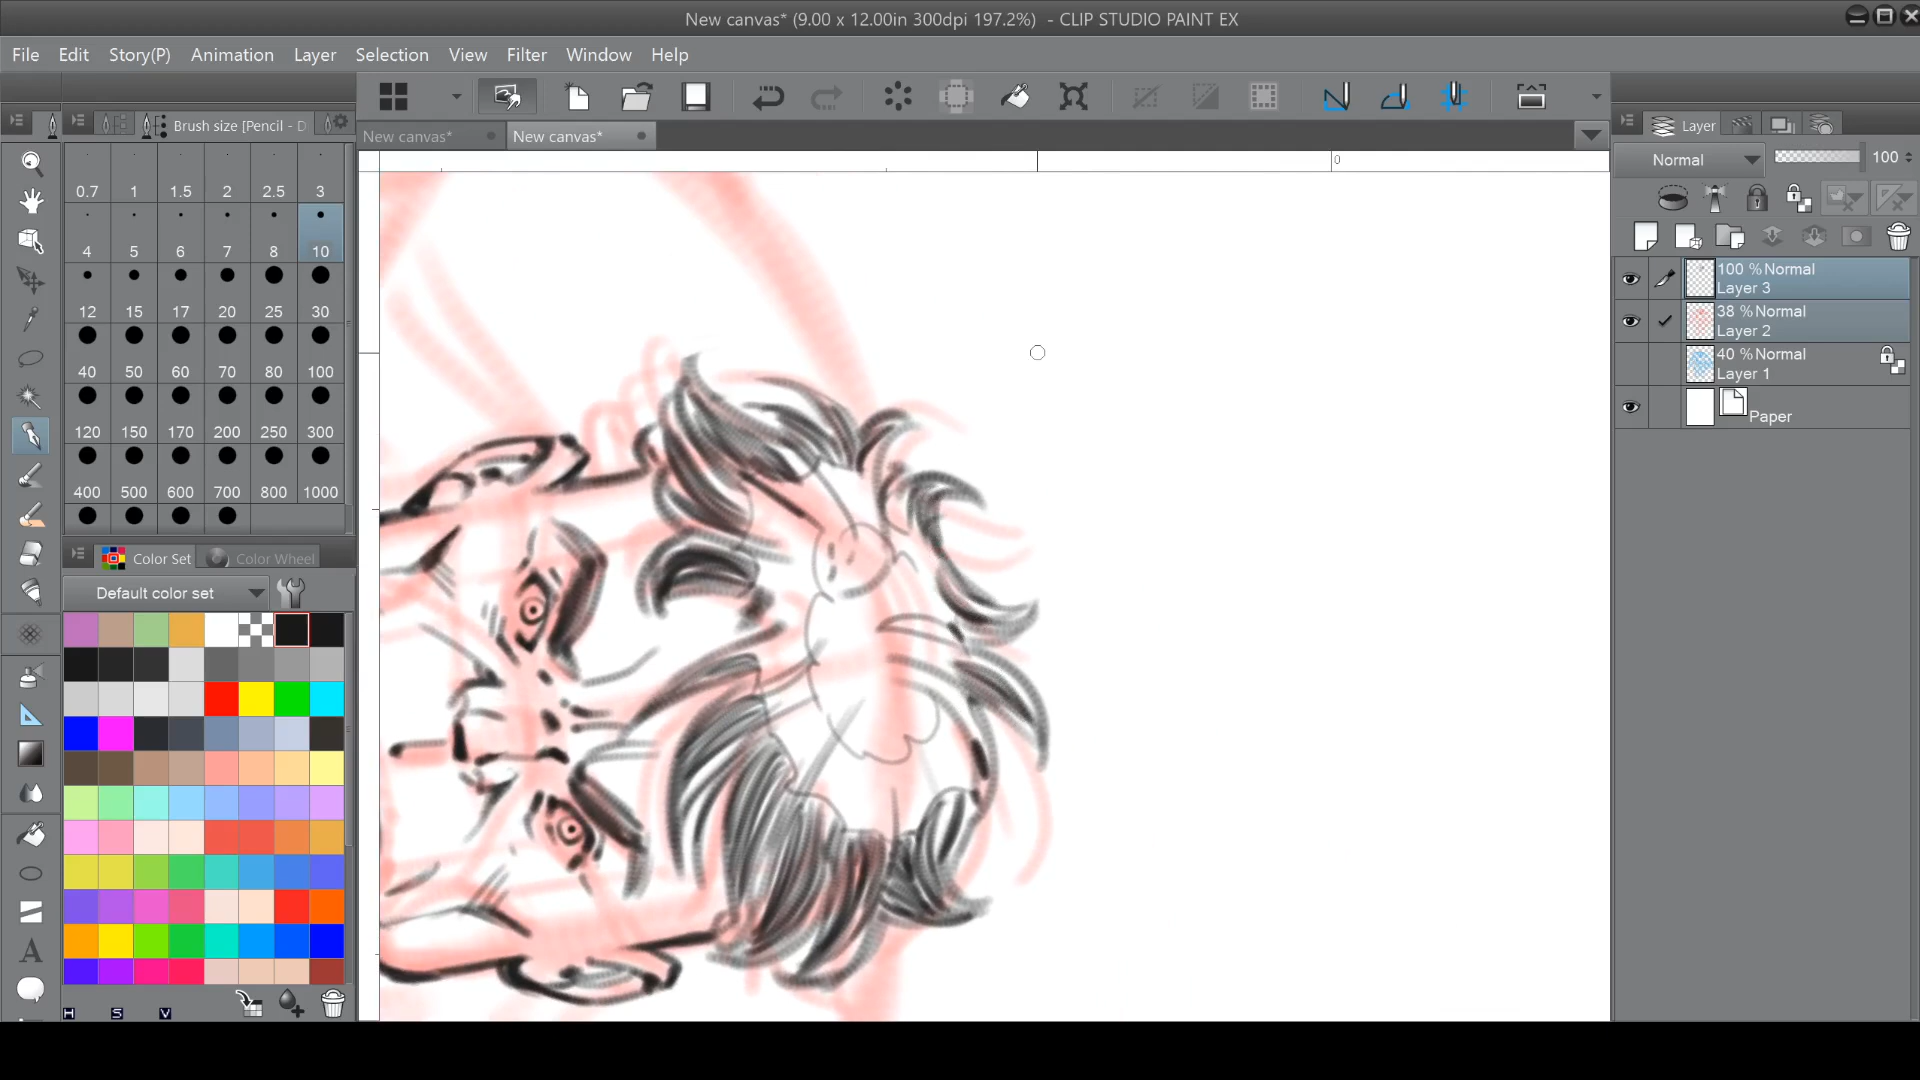 New canvas* (9.00 x 12.00in 300dpi 197.2%)  - CLIP STUDIO PAINT EX
File Edit Story(P) Animation Layer Selection View Filter Window Help
Brush size [Pencil - D
New canvas* New canvas*
Layer
0
Normal 100
0.7 1 1.5 2 2.5 3
4 5 6 7 8 10
12 15 17 20 25 30
40 50 60 70 80 100
120 150 170 200 250 300
400 500 600 700 800 1000
100 %Normal
Layer 3
38 %Normal
Layer 2
40 %Normal
Layer 1
Paper
Color Set Color Wheel
Default color set
A
H S V